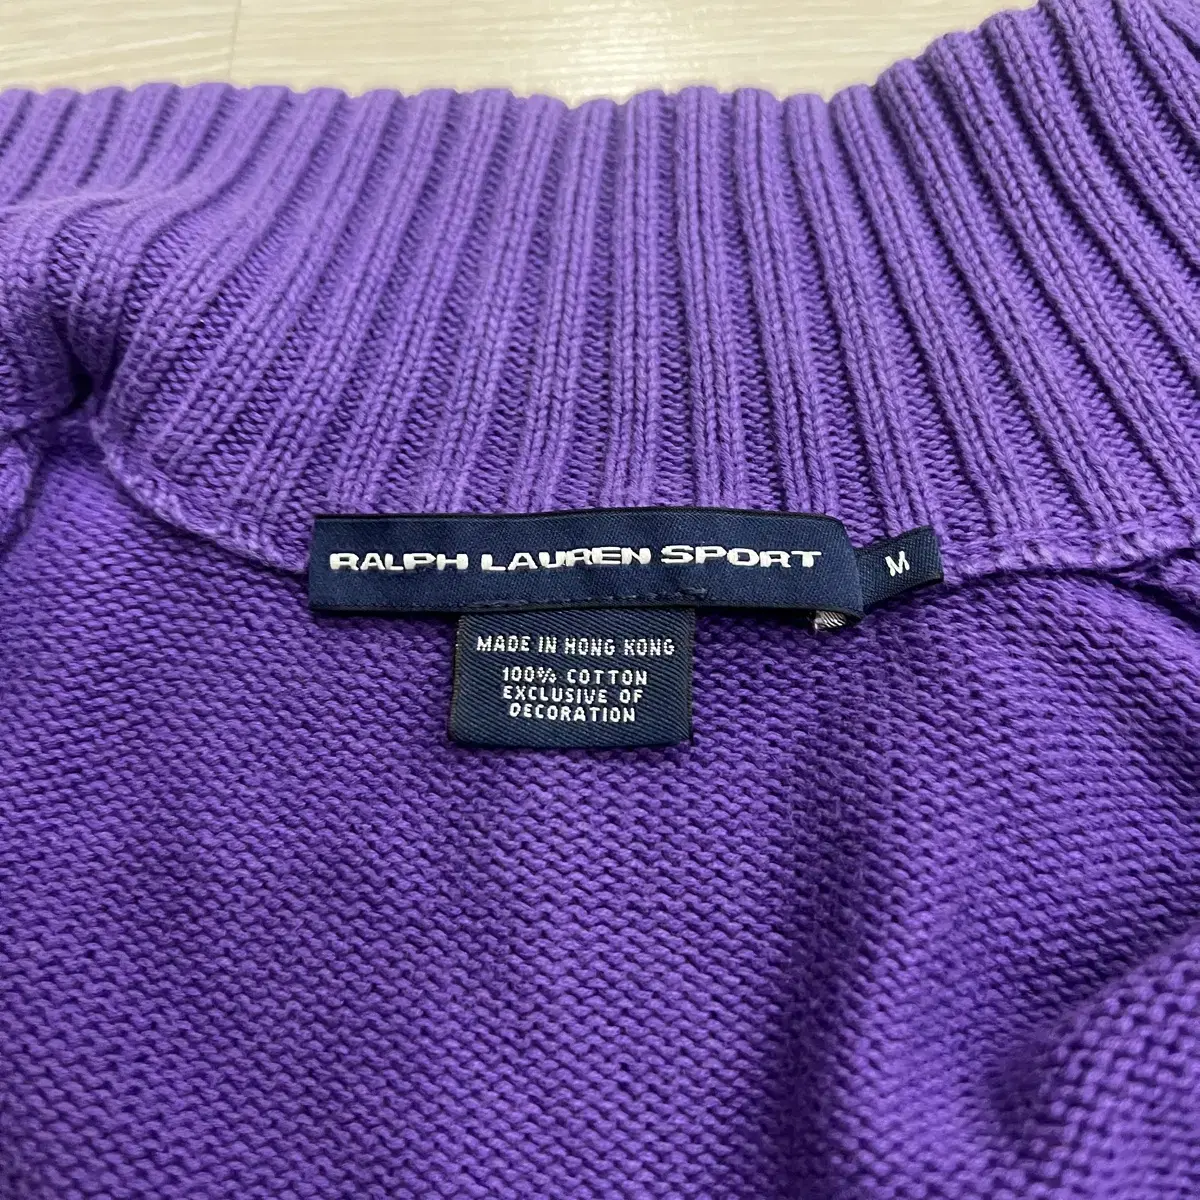 RALPH LAUREN SPORT
M
MADE IN HONG KONG
100% COTTON
EXCLUSIVE OF
DECORATION